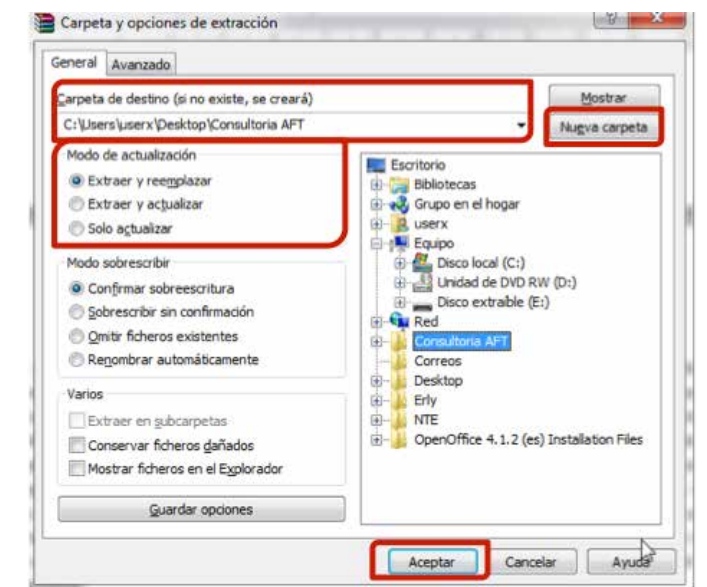 Carpeta y opciones de extracción
General
Avanzado
Carpeta de destino (si no existe, se creará)
C:\Users\userx\Desktop\Consultoria AFT
Mostrar
Nueva carpeta
Modo de actualización
Extraer y reemplazar
Extraer y actualizar
Solo actualizar
Modo sobrescribir
Confirmar sobreescritura
Sobrescribir sin confirmación
Omitir ficheros existentes
Renombrar automáticamente
Varios
Extraer en subcarpetas
Conservar ficheros dañados
Mostrar ficheros en el Explorador
Guardar opciones
Escritorio
Bibliotecas
Grupo en el hogar
userx
Equipo
Disco local (C:)
Unidad de DVD RW (D:)
Disco extraíble (E:)
Red
Consultoria AFT
Correos
Desktop
Erly
NTE
OpenOffice 4.1.2 (es) Installation Files
Aceptar
Cancelar
Ayuda